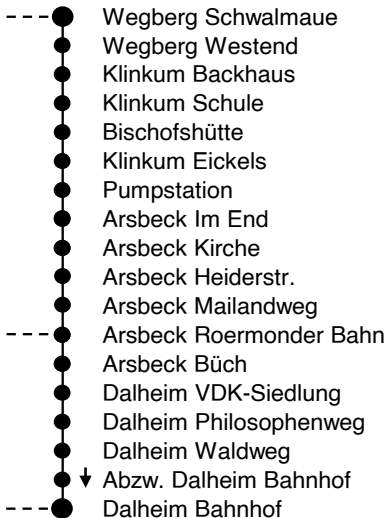 Wegberg Schwalmaue
Wegberg Westend
Klinkum Backhaus
Klinkum Schule
Bischofshütte
Klinkum Eickels
Pumpstation
Arsbeck Im End
Arsbeck Kirche
Arsbeck Heiderstr.
Arsbeck Mailandweg
Arsbeck Roermonder Bahn
Arsbeck Büch
Dalheim VDK-Siedlung
Dalheim Philosophenweg
Dalheim Waldweg
Abzw. Dalheim Bahnhof
Dalheim Bahnhof